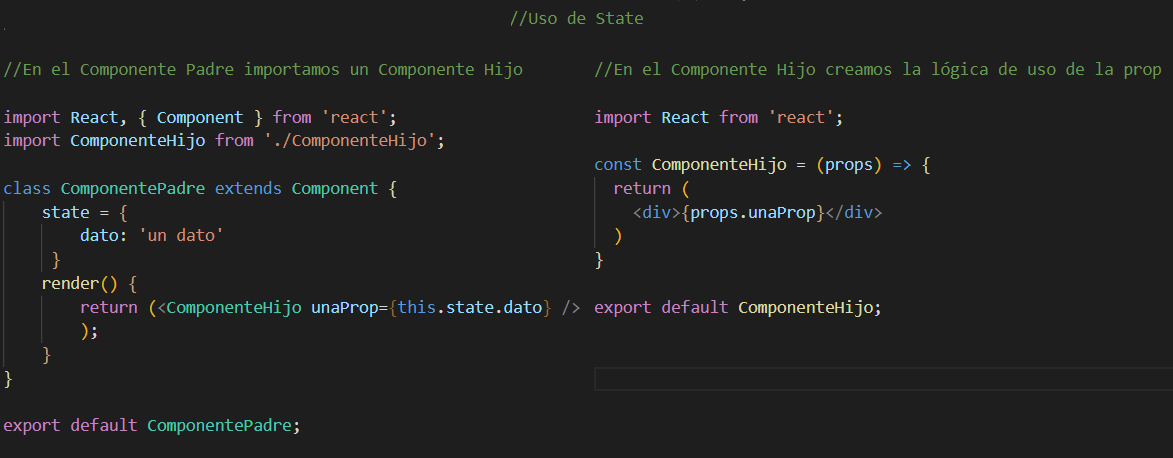 //Uso de State
//En el Componente Padre importamos un Componente Hijo
import React, { Component } from 'react';
import ComponenteHijo from './ComponenteHijo';
class ComponentePadre extends Component {
    state = {
        dato: 'un dato'
     }
    render() {
        return (<ComponenteHijo unaProp={this.state.dato} />
        );
    }
}
export default ComponentePadre;
//En el Componente Hijo creamos la lógica de uso de la prop
import React from 'react';
const ComponenteHijo = (props) => {
  return (
    <div>{props.unaProp}</div>
  )
}
export default ComponenteHijo;